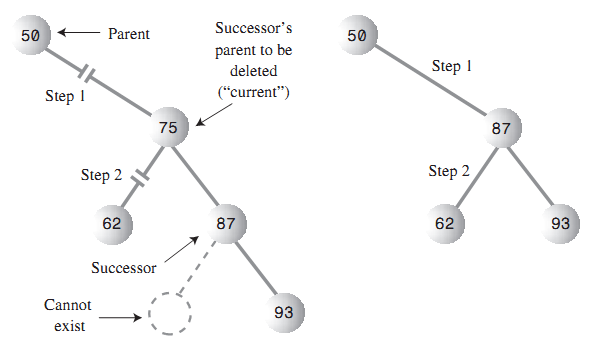 50
Parent
Successor's
parent to be
deleted
("current")
Step 1
75
Step 2
62
87
Successor
Cannot
exist
93
50
Step 1
87
Step 2
62
93